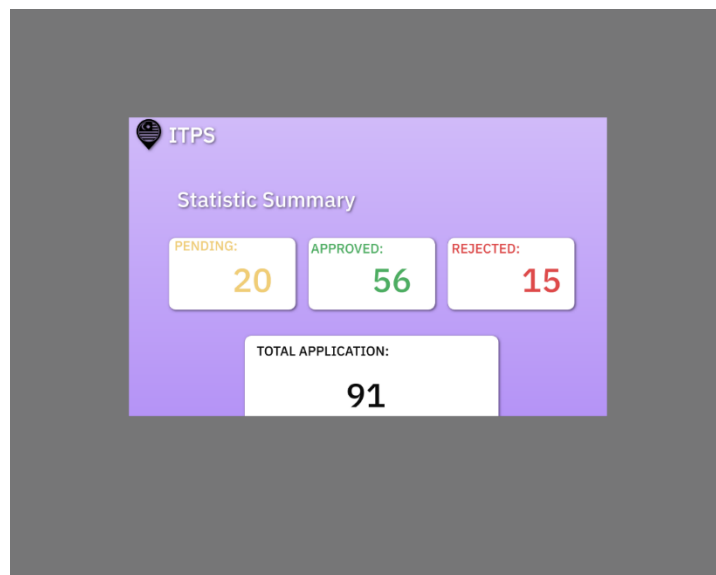 ITPS
Statistic Summary
PENDING:
20
APPROVED:
56
REJECTED:
15
TOTAL APPLICATION:
91